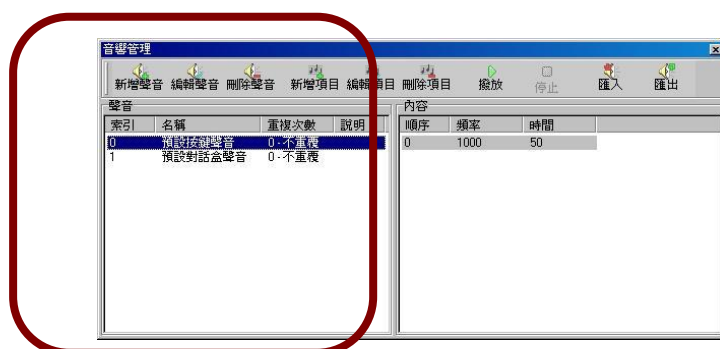 音響管理
新增聲音 編輯聲音 刪除聲音 新增項目 編輯項目 刪除項目 撥放 停止 匯入 匯出
聲音 內容
索引 名稱 重複次數 說明 順序 頻率 時間
0 預設按鍵聲音 0 - 不重覆 0 1000 50
1 預設對話盒聲音 0 - 不重覆